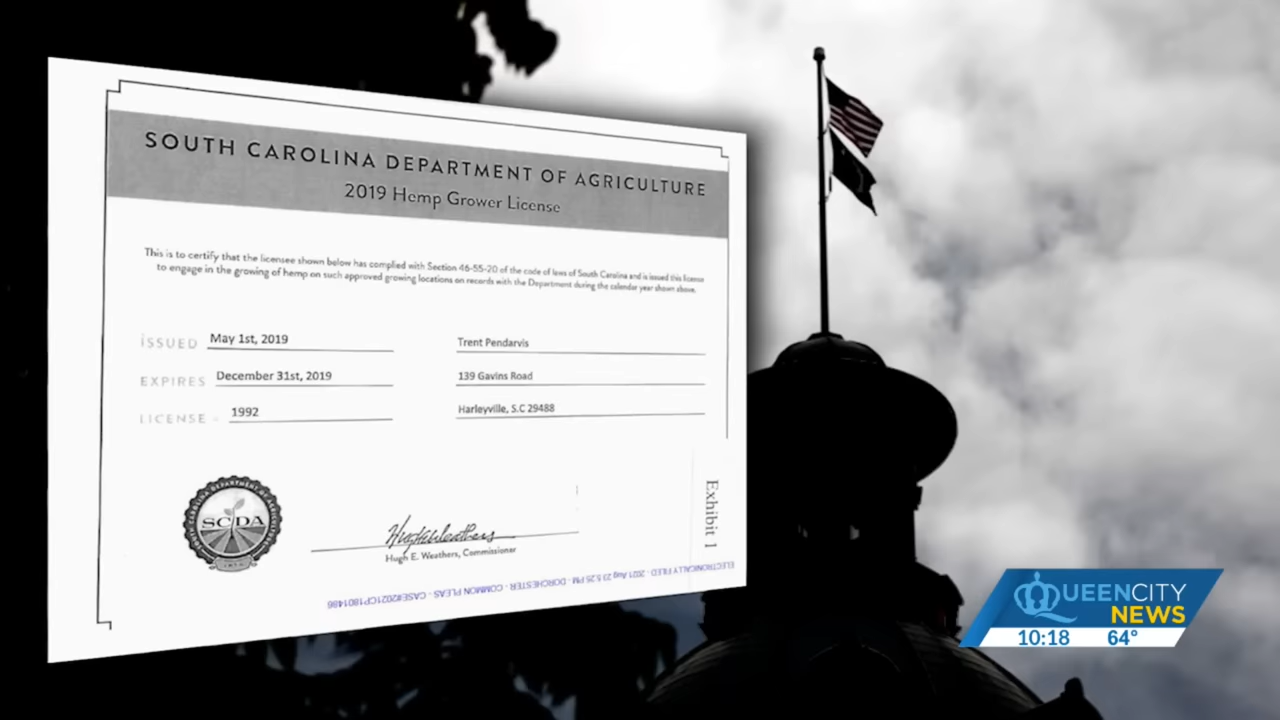 SOUTH CAROLINA DEPARTMENT OF AGRICULTURE
2019 Hemp Grower License
This is to certify that the licensee shown below has complied with Section 46-55-20 of the code of laws of South Carolina and is issued this license
to engage in the growing of hemp on such approved growing locations on records with the Department during the calendar year shown above.
ISSUED May 1st, 2019
Trent Pendarvis
EXPIRES December 31st, 2019
139 Gavins Road
LICENSE - 1992
Harleyville, S.C 29488
SCDA
Hugh E. Weathers
Hugh E. Weathers, Commissioner
Exhibit 1
ELECTRONICALLY FILED - 2021 Aug 23 5:25 PM - DORCHESTER - COMMON PLEAS - CASE#2021CP1801486
QUEENCITY
NEWS
10:18 64°